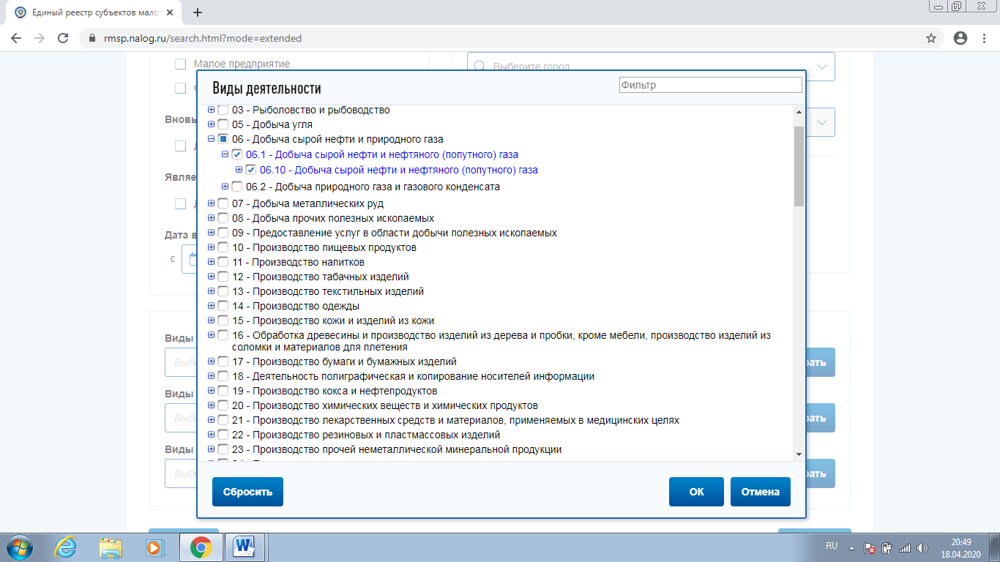 Единый реестр субъектов мало
rmsp.nalog.ru/search.html?mode=extended
Малое предприятие
Выберите город
Виды деятельности
Фильтр
03 - Рыболовство и рыбоводство
05 - Добыча угля
06 - Добыча сырой нефти и природного газа
06.1 - Добыча сырой нефти и нефтяного (попутного) газа
06.10 - Добыча сырой нефти и нефтяного (попутного) газа
06.2 - Добыча природного газа и газового конденсата
07 - Добыча металлических руд
08 - Добыча прочих полезных ископаемых
09 - Предоставление услуг в области добычи полезных ископаемых
10 - Производство пищевых продуктов
11 - Производство напитков
12 - Производство табачных изделий
13 - Производство текстильных изделий
14 - Производство одежды
15 - Производство кожи и изделий из кожи
16 - Обработка древесины и производство изделий из дерева и пробки, кроме мебели, производство изделий из
соломки и материалов для плетения
17 - Производство бумаги и бумажных изделий
18 - Деятельность полиграфическая и копирование носителей информации
19 - Производство кокса и нефтепродуктов
20 - Производство химических веществ и химических продуктов
21 - Производство лекарственных средств и материалов, применяемых в медицинских целях
22 - Производство резиновых и пластмассовых изделий
23 - Производство прочей неметаллической минеральной продукции
Сбросить
ОК
Отмена
Вновь
Являе
Дата в
с
Виды
Выбе
рать
Виды
Выбе
рать
Виды
Выбе
рать
RU
20:49
18.04.2020